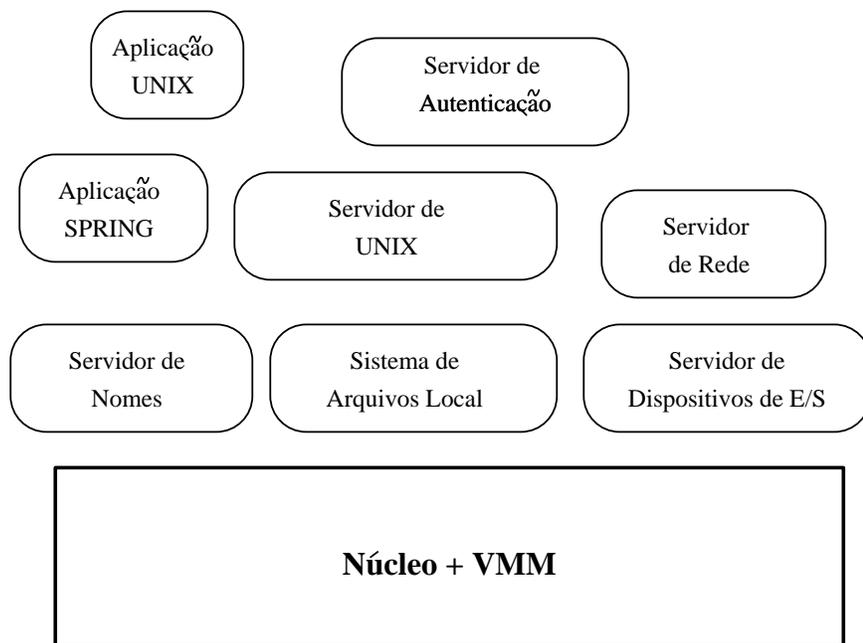 Aplicação
UNIX
Servidor de
Autenticação
Aplicação
SPRING
Servidor de
UNIX
Servidor
de Rede
Servidor de
Nomes
Sistema de
Arquivos Local
Servidor de
Dispositivos de E/S
Núcleo + VMM